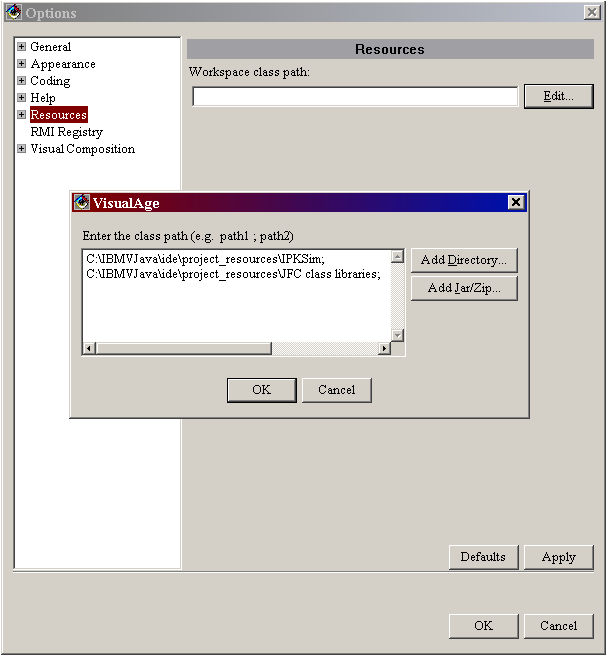 Options
General
Appearance
Coding
Help
Resources
RMI Registry
Visual Composition
Resources
Workspace class path:
Edit...
VisualAge
Enter the class path (e.g. path1 ; path2)
C:\IBMVJava\ide\project_resources\IPKSim;
C:\IBMVJava\ide\project_resources\JFC class libraries;
Add Directory...
Add Jar/Zip...
OK
Cancel
Defaults
Apply
OK
Cancel